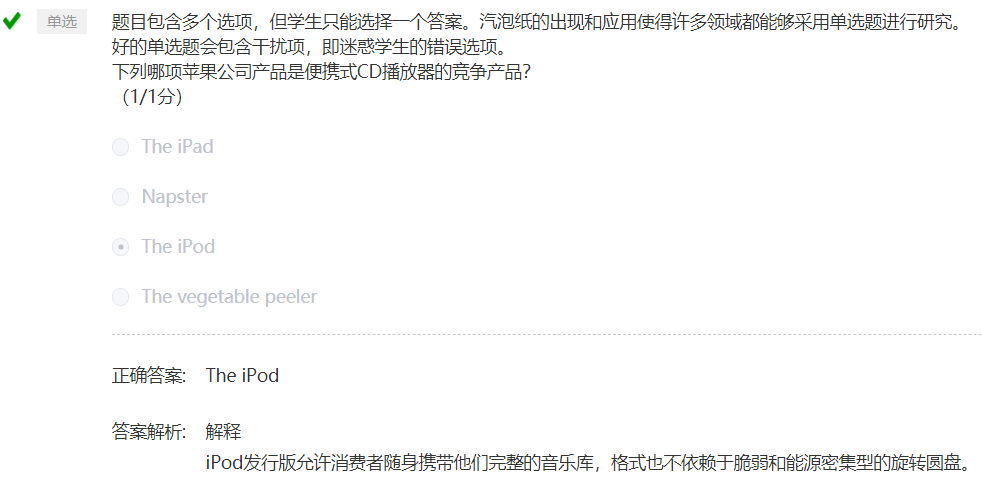 单选
题目包含多个选项，但学生只能选择一个答案。汽泡纸的出现和应用使得许多领域都能够采用单选题进行研究。
好的单选题会包含干扰项，即迷惑学生的错误选项。
下列哪项苹果公司产品是便携式CD播放器的竞争产品？
（1/1分）
The iPad
Napster
The iPod
The vegetable peeler
正确答案: The iPod
答案解析: 解释
iPod发行版允许消费者随身携带他们完整的音乐库，格式也不依赖于脆弱和能源密集型的旋转圆盘。